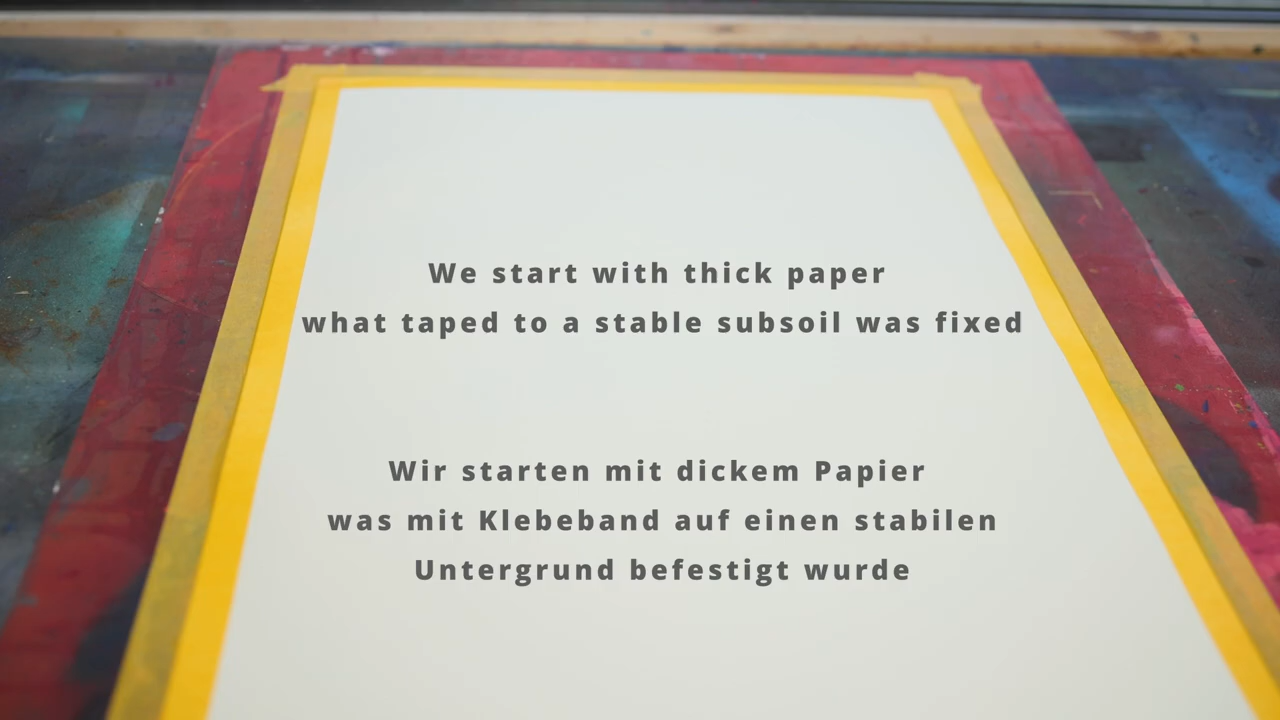 We start with thick paper
what taped to a stable subsoil was fixed
Wir starten mit dickem Papier
was mit Klebeband auf einen stabilen
Untergrund befestigt wurde